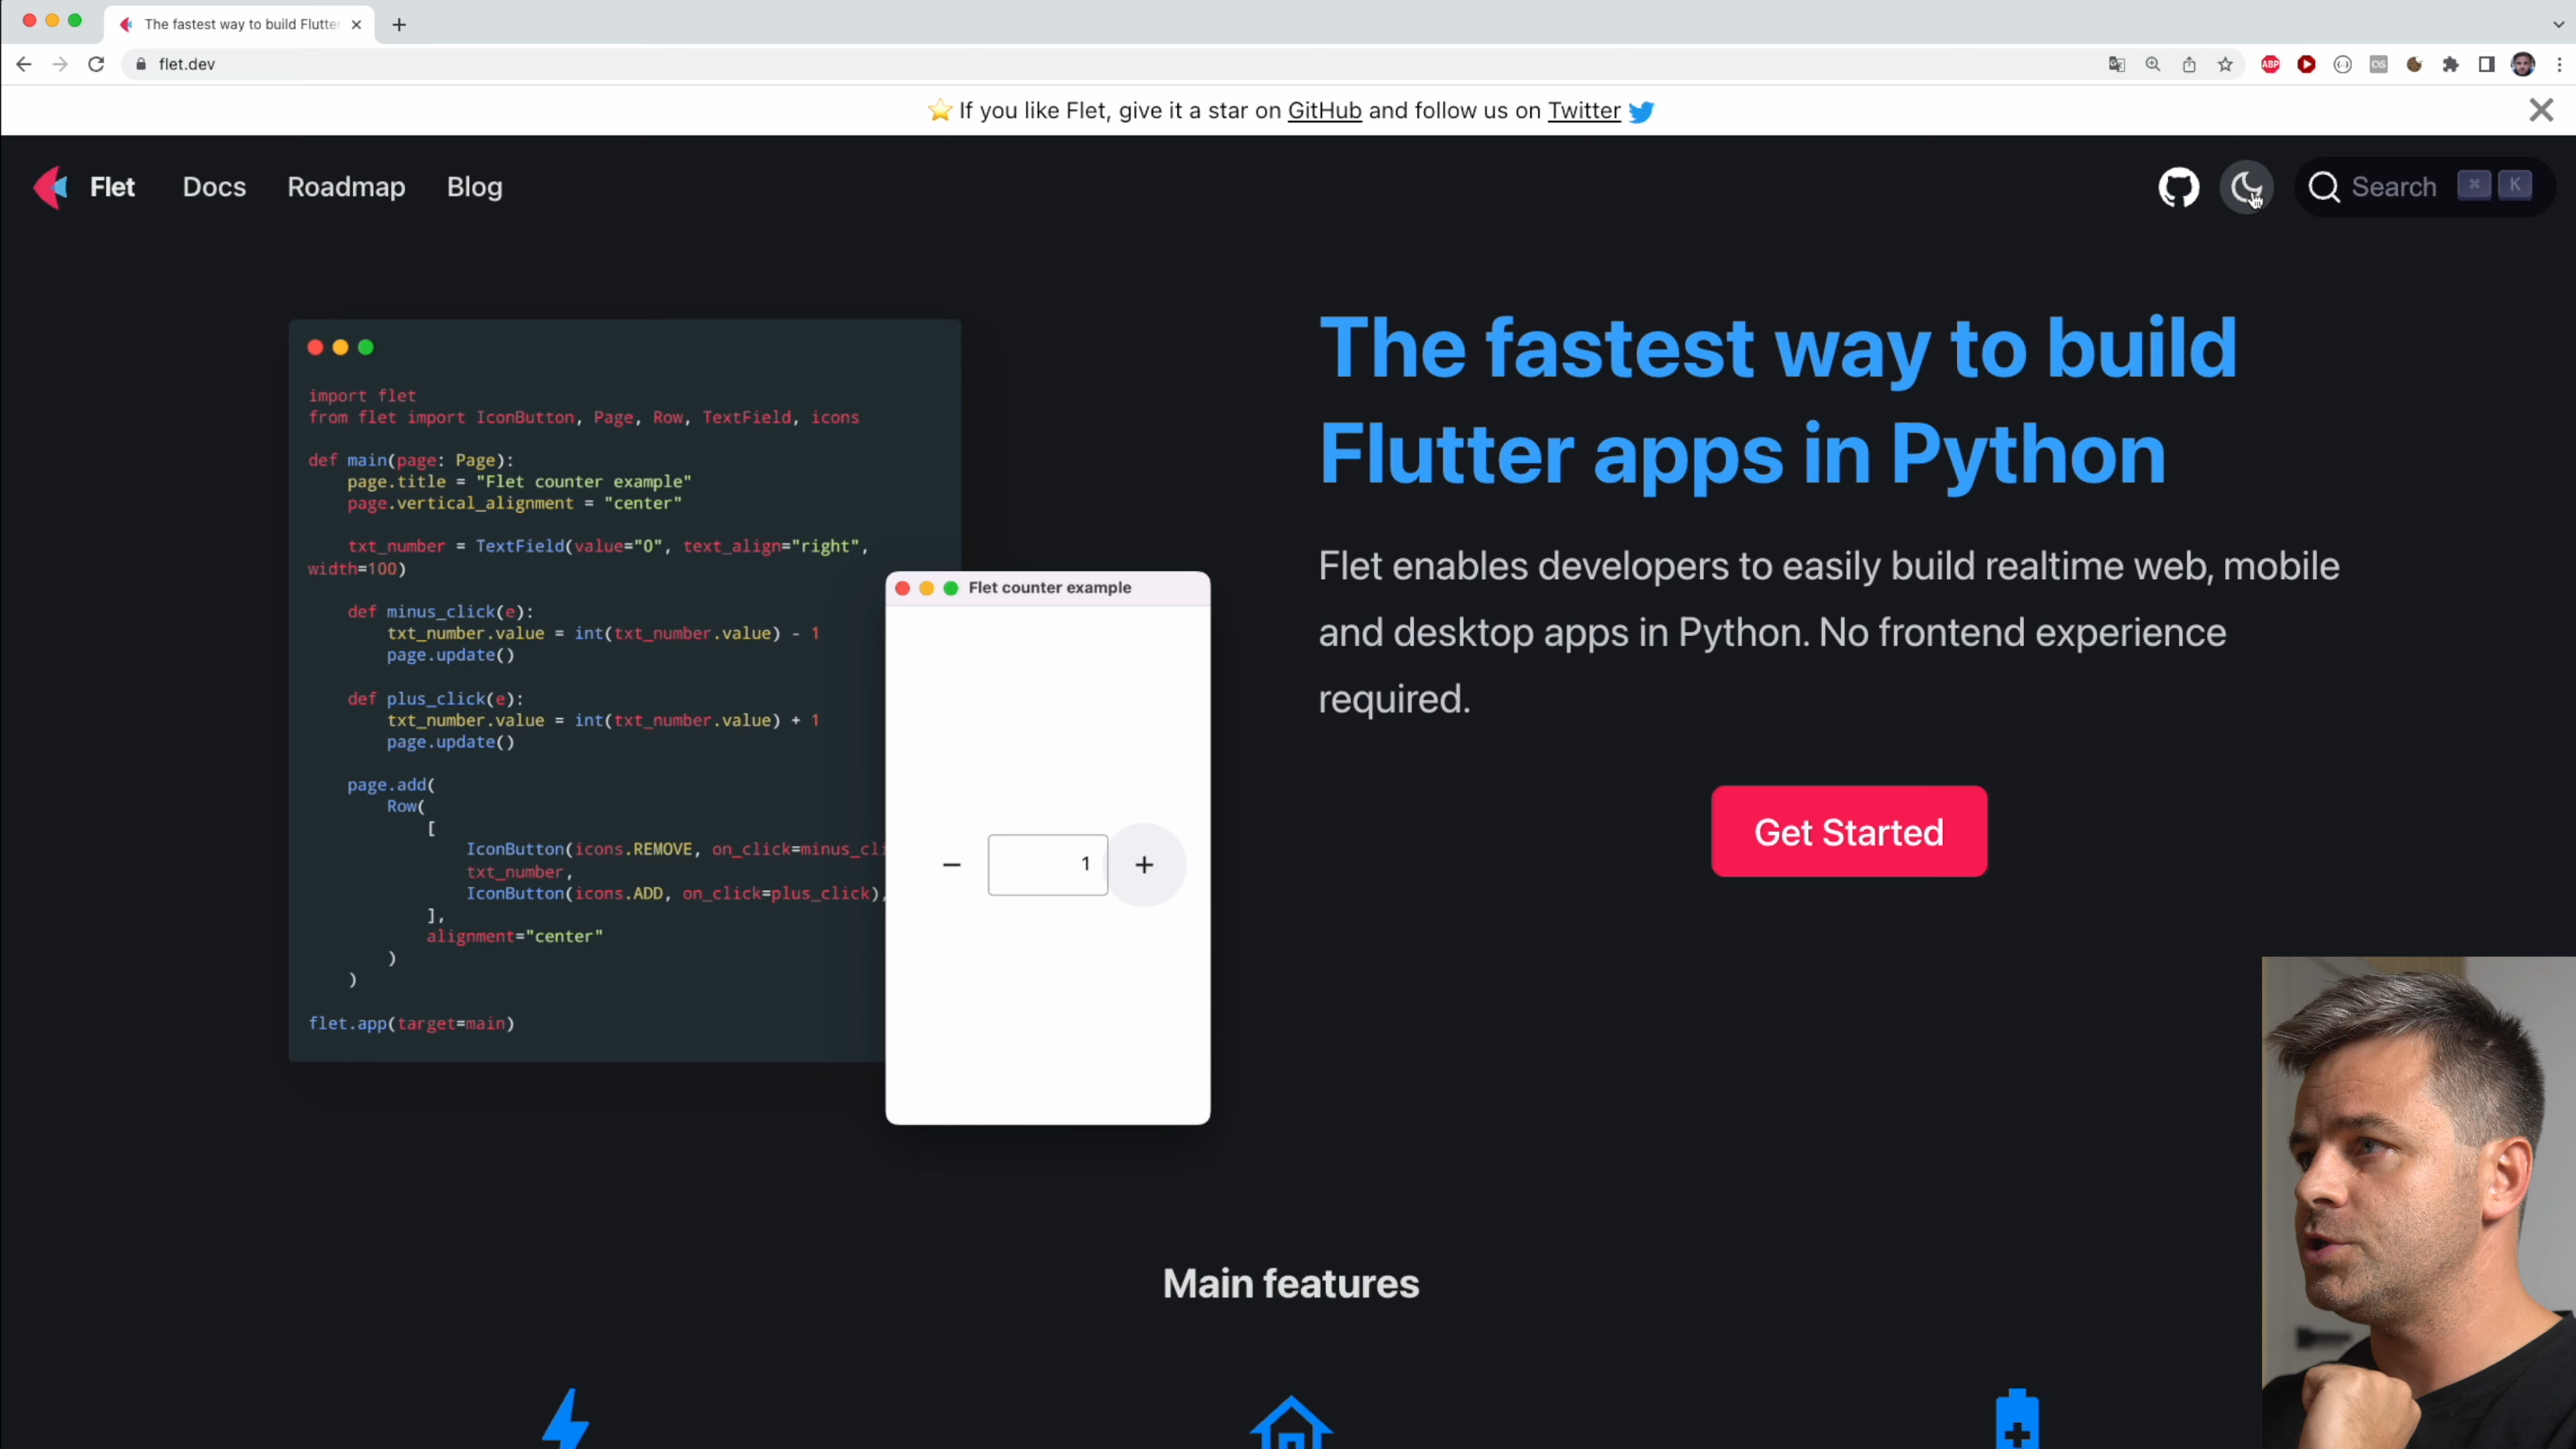 The fastest way to build Flutter
flet.dev
ABP
⭐ If you like Flet, give it a star on GitHub and follow us on Twitter
Flet Docs Roadmap Blog
Search ⌘ K
import flet
from flet import IconButton, Page, Row, TextField, icons
def main(page: Page):
page.title = "Flet counter example"
page.vertical_alignment = "center"
txt_number = TextField(value="0", text_align="right",
width=100)
def minus_click(e):
txt_number.value = int(txt_number.value) - 1
page.update()
def plus_click(e):
txt_number.value = int(txt_number.value) + 1
page.update()
page.add(
Row(
[
IconButton(icons.REMOVE, on_click=minus_cli
txt_number,
IconButton(icons.ADD, on_click=plus_click),
],
alignment="center"
)
)
flet.app(target=main)
Flet counter example
− 1 +
The fastest way to build
Flutter apps in Python
Flet enables developers to easily build realtime web, mobile
and desktop apps in Python. No frontend experience
required.
Get Started
Main features